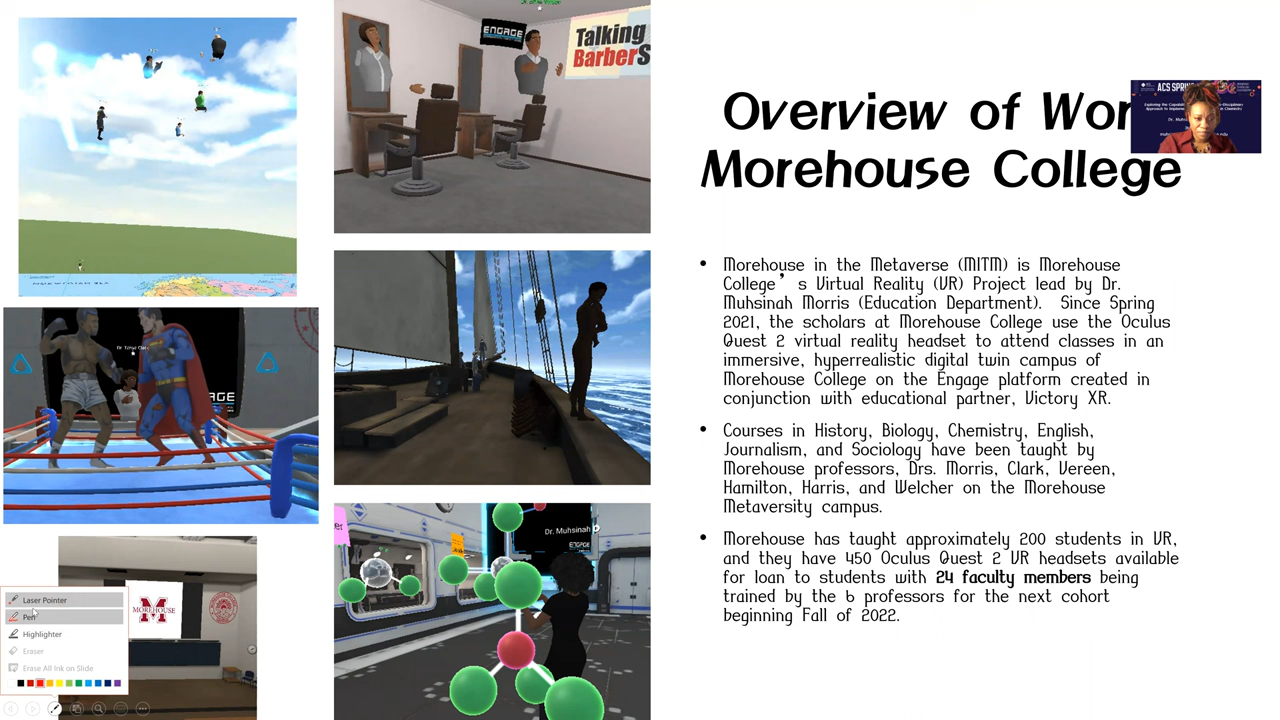 ENGAGE
Talking
BarberS
Overview of Wor
Morehouse College
ACS SPRI
• Morehouse in the Metaverse (MITM) is Morehouse
College's Virtual Reality (VR) Project lead by Dr.
Muhsinah Morris (Education Department). Since Spring
2021, the scholars at Morehouse College use the Oculus
Quest 2 virtual reality headset to attend classes in an
immersive, hyperrealistic digital twin campus of
Morehouse College on the Engage platform created in
conjunction with educational partner, Victory XR.
• Courses in History, Biology, Chemistry, English,
Journalism, and Sociology have been taught by
Morehouse professors, Drs. Morris, Clark, Vereen,
Hamilton, Harris, and Welcher on the Morehouse
Metaversity campus.
• Morehouse has taught approximately 200 students in VR,
and they have 450 Oculus Quest 2 VR headsets available
for loan to students with 24 faculty members being
trained by the 6 professors for the next cohort
beginning Fall of 2022.
ENGAGE
Dr. Muhsinah
ENGAGE
MOREHOUSE
Laser Pointer
Pen
Highlighter
Eraser
Erase All Ink on Slide